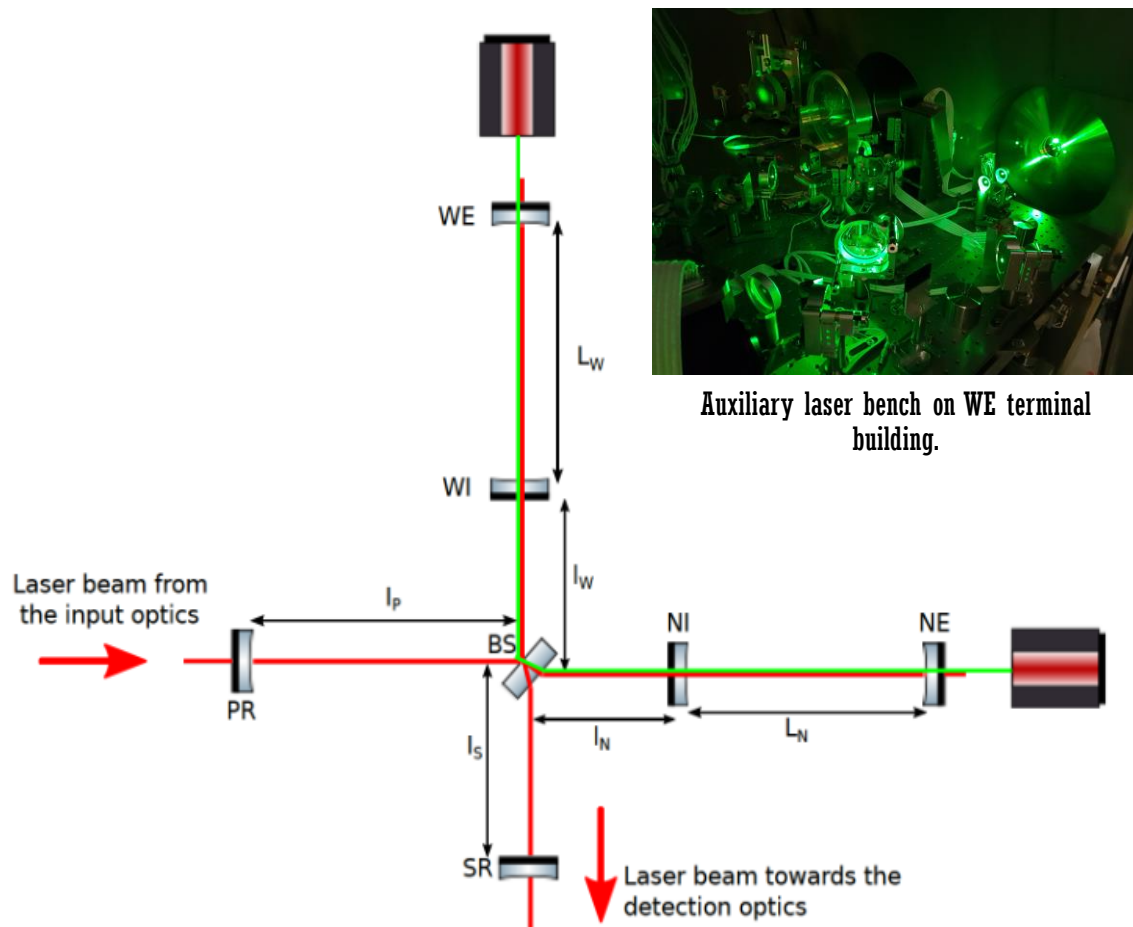 WE
Auxiliary laser bench on WE terminal
building.
L_W
WI
l_W
Laser beam from
the input optics
l_P
BS
NI
NE
PR
l_S
l_N
L_N
SR
Laser beam towards the
detection optics